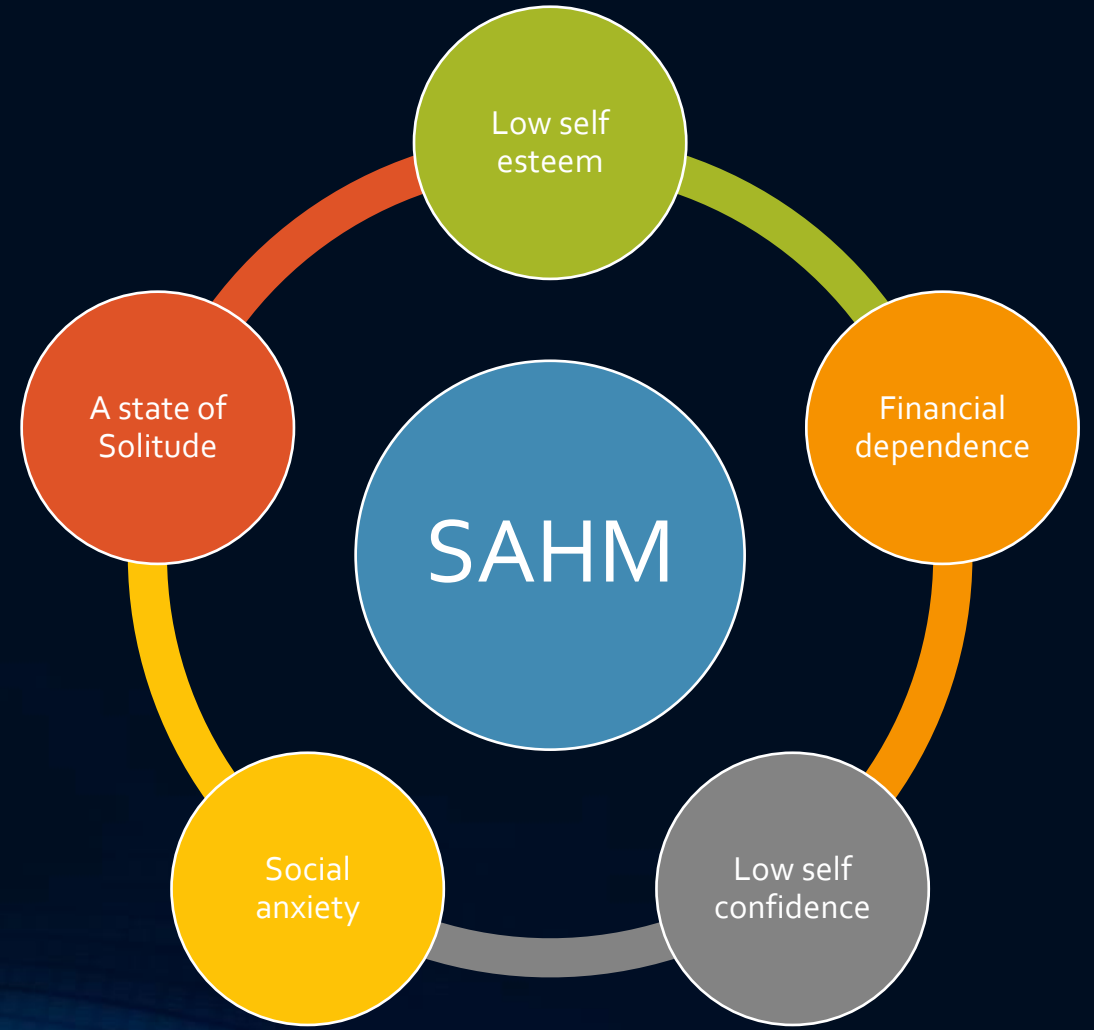 Low self
esteem
Financial
dependence
Low self
confidence
Social
anxiety
A state of
Solitude
SAHM